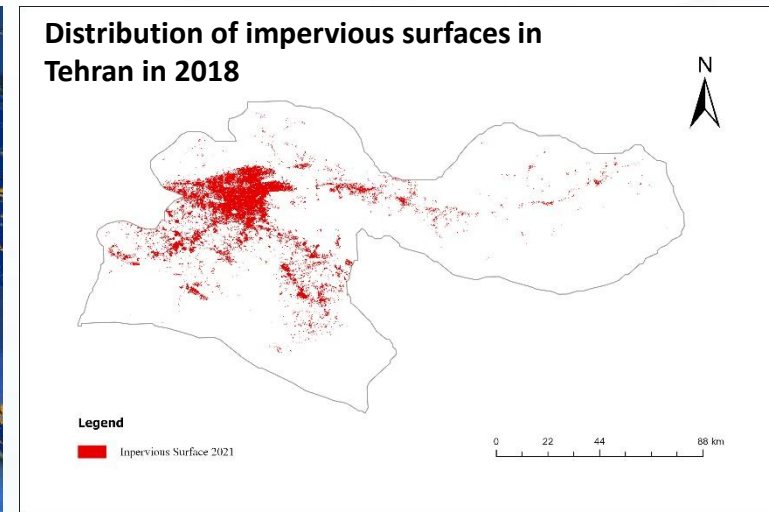 Distribution of impervious surfaces in
Tehran in 2018
N
Legend
Inpervious Surface 2021
0 22 44 88 km